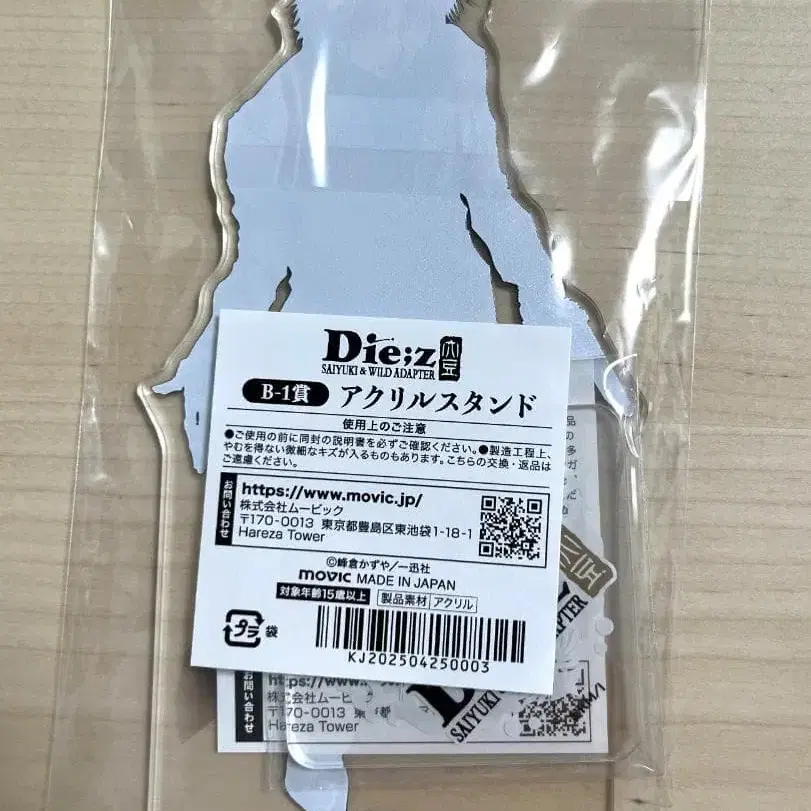 Die;z
SAIYUKI & WILD ADAPTER
B-1賞 アクリルスタンド
使用上のご注意
●ご使用の前に同封の説明書を必ずご確認ください。●製造工程上、
やむを得ない微細なキズが入るものもあります。こちらの交換・返品は
ご遠慮ください。
お問い合わせ
https://www.movic.jp/
株式会社ムービック
〒170-0013 東京都豊島区東池袋1-18-1
Hareza Tower
©峰倉かずや/一迅社
movic MADE IN JAPAN
対象年齢15歳以上 製品素材 アクリル
プラ 袋
KJ202504250003
い合わせ
https://www.
株式会社ムービ
〒170-0013 東
Hareza Tower
SAIYUKI
PTER